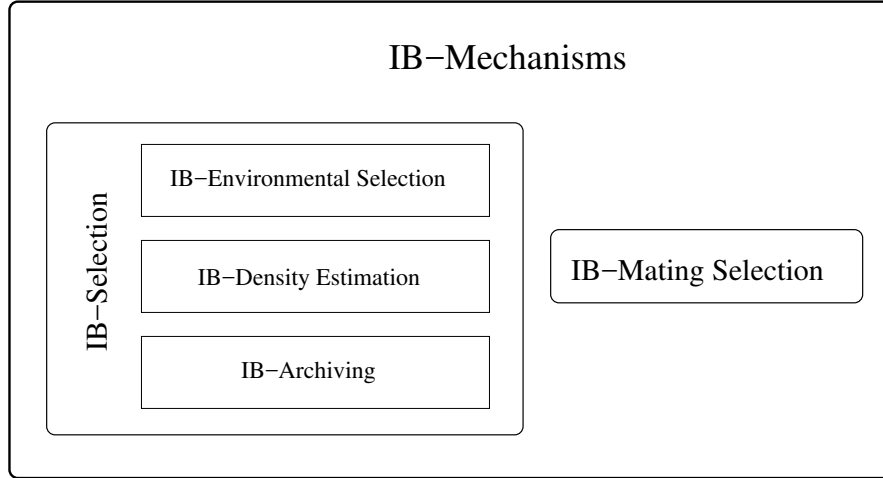 IB−Mechanisms
IB−Selection
IB−Environmental Selection
IB−Density Estimation
IB−Archiving
IB−Mating Selection